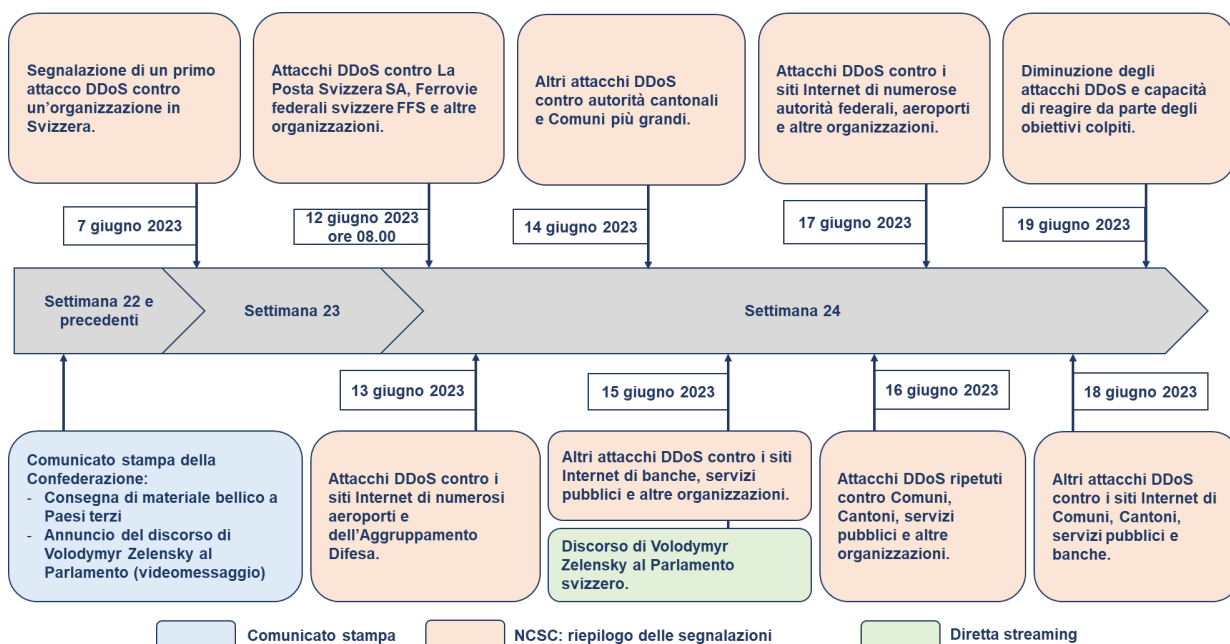 Segnalazione di un primo
attacco DDoS contro
un'organizzazione in
Svizzera.
Attacchi DDoS contro La
Posta Svizzera SA, Ferrovie
federali svizzere FFS e altre
organizzazioni.
Altri attacchi DDoS
contro autorità cantonali
e Comuni più grandi.
Attacchi DDoS contro i
siti Internet di numerose
autorità federali, aeroporti
e altre organizzazioni.
Diminuzione degli
attacchi DDoS e capacità
di reagire da parte degli
obiettivi colpiti.
7 giugno 2023
12 giugno 2023
ore 08.00
14 giugno 2023
17 giugno 2023
19 giugno 2023
Settimana 22 e
precedenti
Settimana 23
Settimana 24
13 giugno 2023
15 giugno 2023
16 giugno 2023
18 giugno 2023
Comunicato stampa della
Confederazione:
- Consegna di materiale bellico a
Paesi terzi
- Annuncio del discorso di
Volodymyr Zelensky al
Parlamento (videomessaggio)
Attacchi DDoS contro i
siti Internet di numerosi
aeroporti e
dell'Aggruppamento
Difesa.
Altri attacchi DDoS contro i siti
Internet di banche, servizi
pubblici e altre organizzazioni.
Discorso di Volodymyr
Zelensky al Parlamento
svizzero.
Attacchi DDoS ripetuti
contro Comuni,
Cantoni, servizi
pubblici e altre
organizzazioni.
Altri attacchi DDoS
contro i siti Internet di
Comuni, Cantoni,
servizi pubblici e
banche.
Comunicato stampa
NCSC: riepilogo delle segnalazioni
Diretta streaming